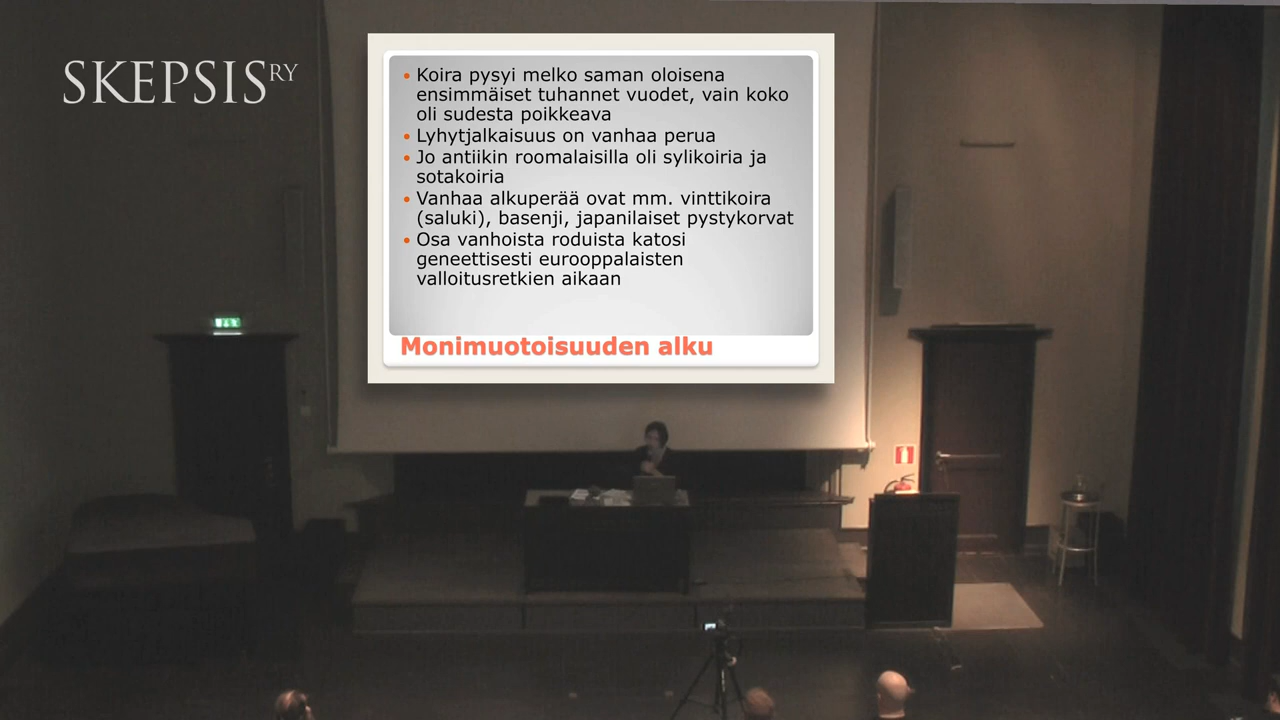 SKEPSIS RY
• Koira pysyi melko saman oloisena
ensimmäiset tuhannet vuodet, vain koko
oli sudesta poikkeava
• Lyhytjalkaisuus on vanhaa perua
• Jo antiikin roomalaisilla oli sylikoiria ja
sotakoiria
• Vanhaa alkuperää ovat mm. vinttikoira
(saluki), basenji, japanilaiset pystykorvat
• Osa vanhoista roduista katosi
geneettisesti eurooppalaisten
valloitusretkien aikaan
Monimuotoisuuden alku